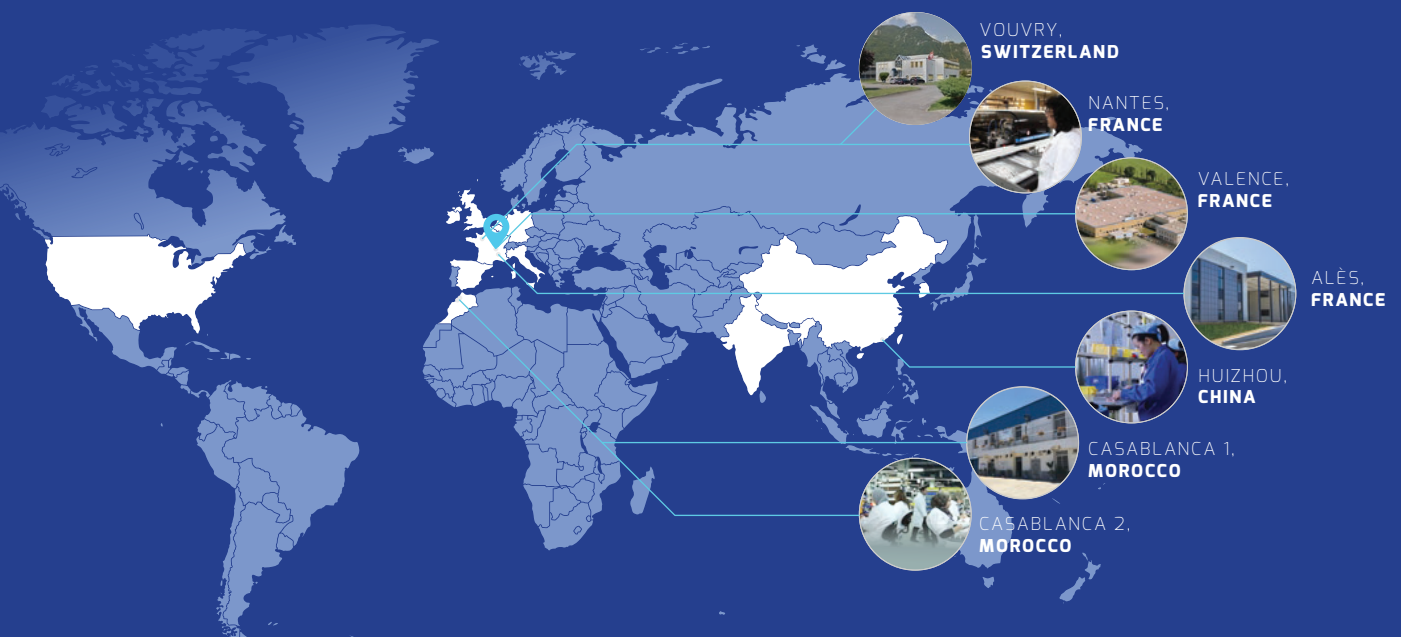 VOUVRY,
SWITZERLAND
NANTES,
FRANCE
VALENCE,
FRANCE
ALÈS,
FRANCE
HUIZHOU,
CHINA
CASABLANCA 1,
MOROCCO
CASABLANCA 2,
MOROCCO